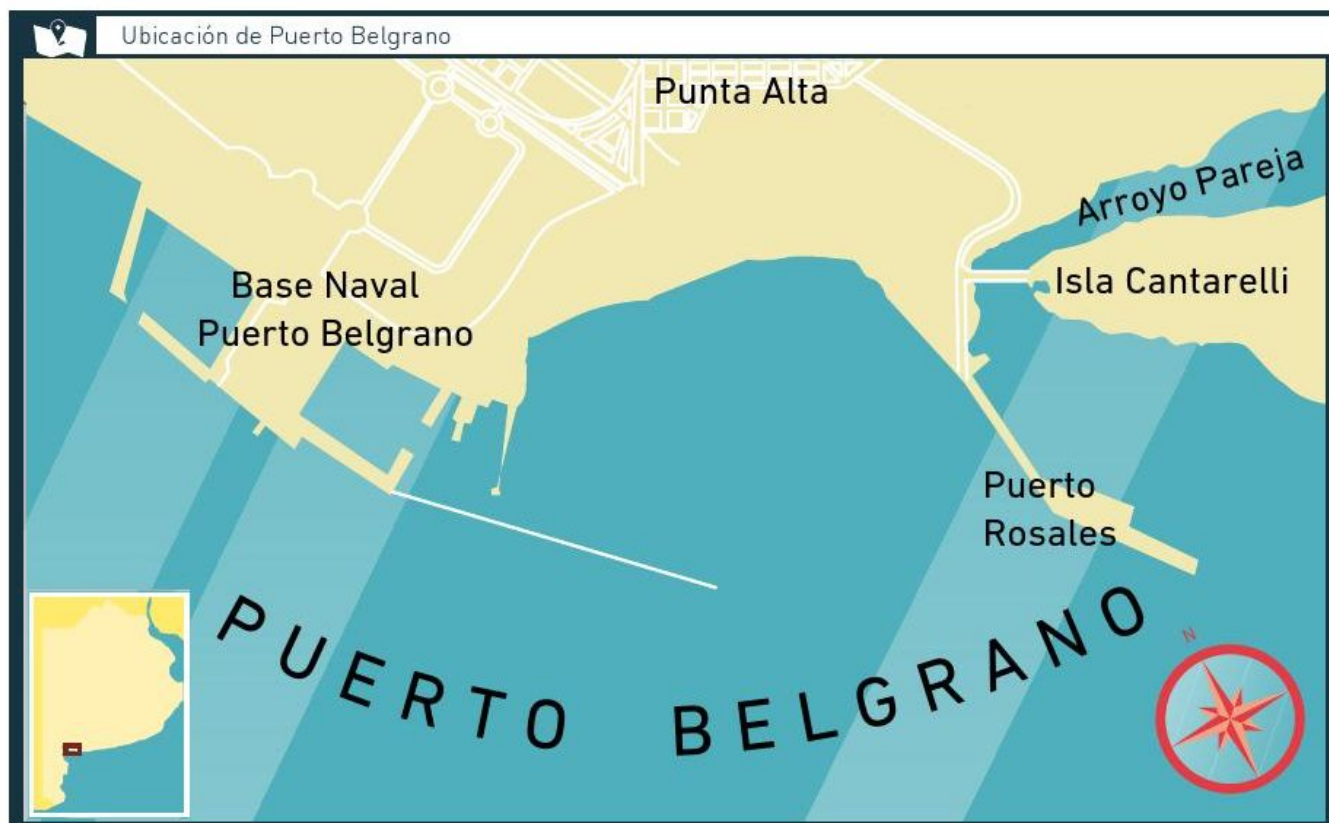 Ubicación de Puerto Belgrano
Punta Alta
Arroyo Pareja
Base Naval
Puerto Belgrano
Isla Cantarelli
Puerto
Rosales
PUERTO BELGRANO
N